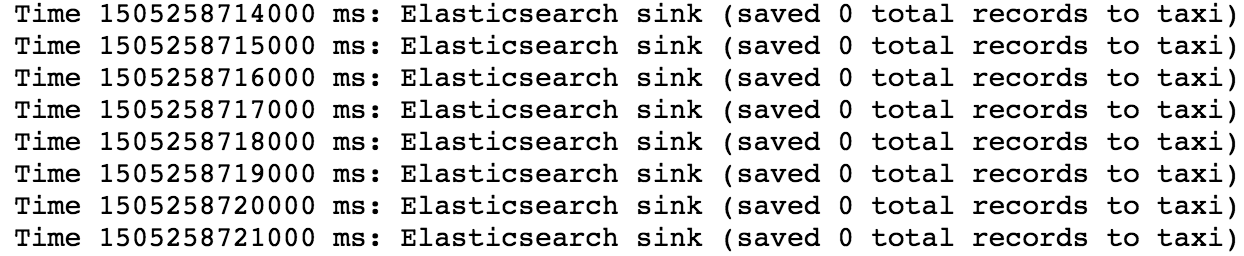 Time 1505258714000 ms: Elasticsearch sink (saved 0 total records to taxi)
Time 1505258715000 ms: Elasticsearch sink (saved 0 total records to taxi)
Time 1505258716000 ms: Elasticsearch sink (saved 0 total records to taxi)
Time 1505258717000 ms: Elasticsearch sink (saved 0 total records to taxi)
Time 1505258718000 ms: Elasticsearch sink (saved 0 total records to taxi)
Time 1505258719000 ms: Elasticsearch sink (saved 0 total records to taxi)
Time 1505258720000 ms: Elasticsearch sink (saved 0 total records to taxi)
Time 1505258721000 ms: Elasticsearch sink (saved 0 total records to taxi)